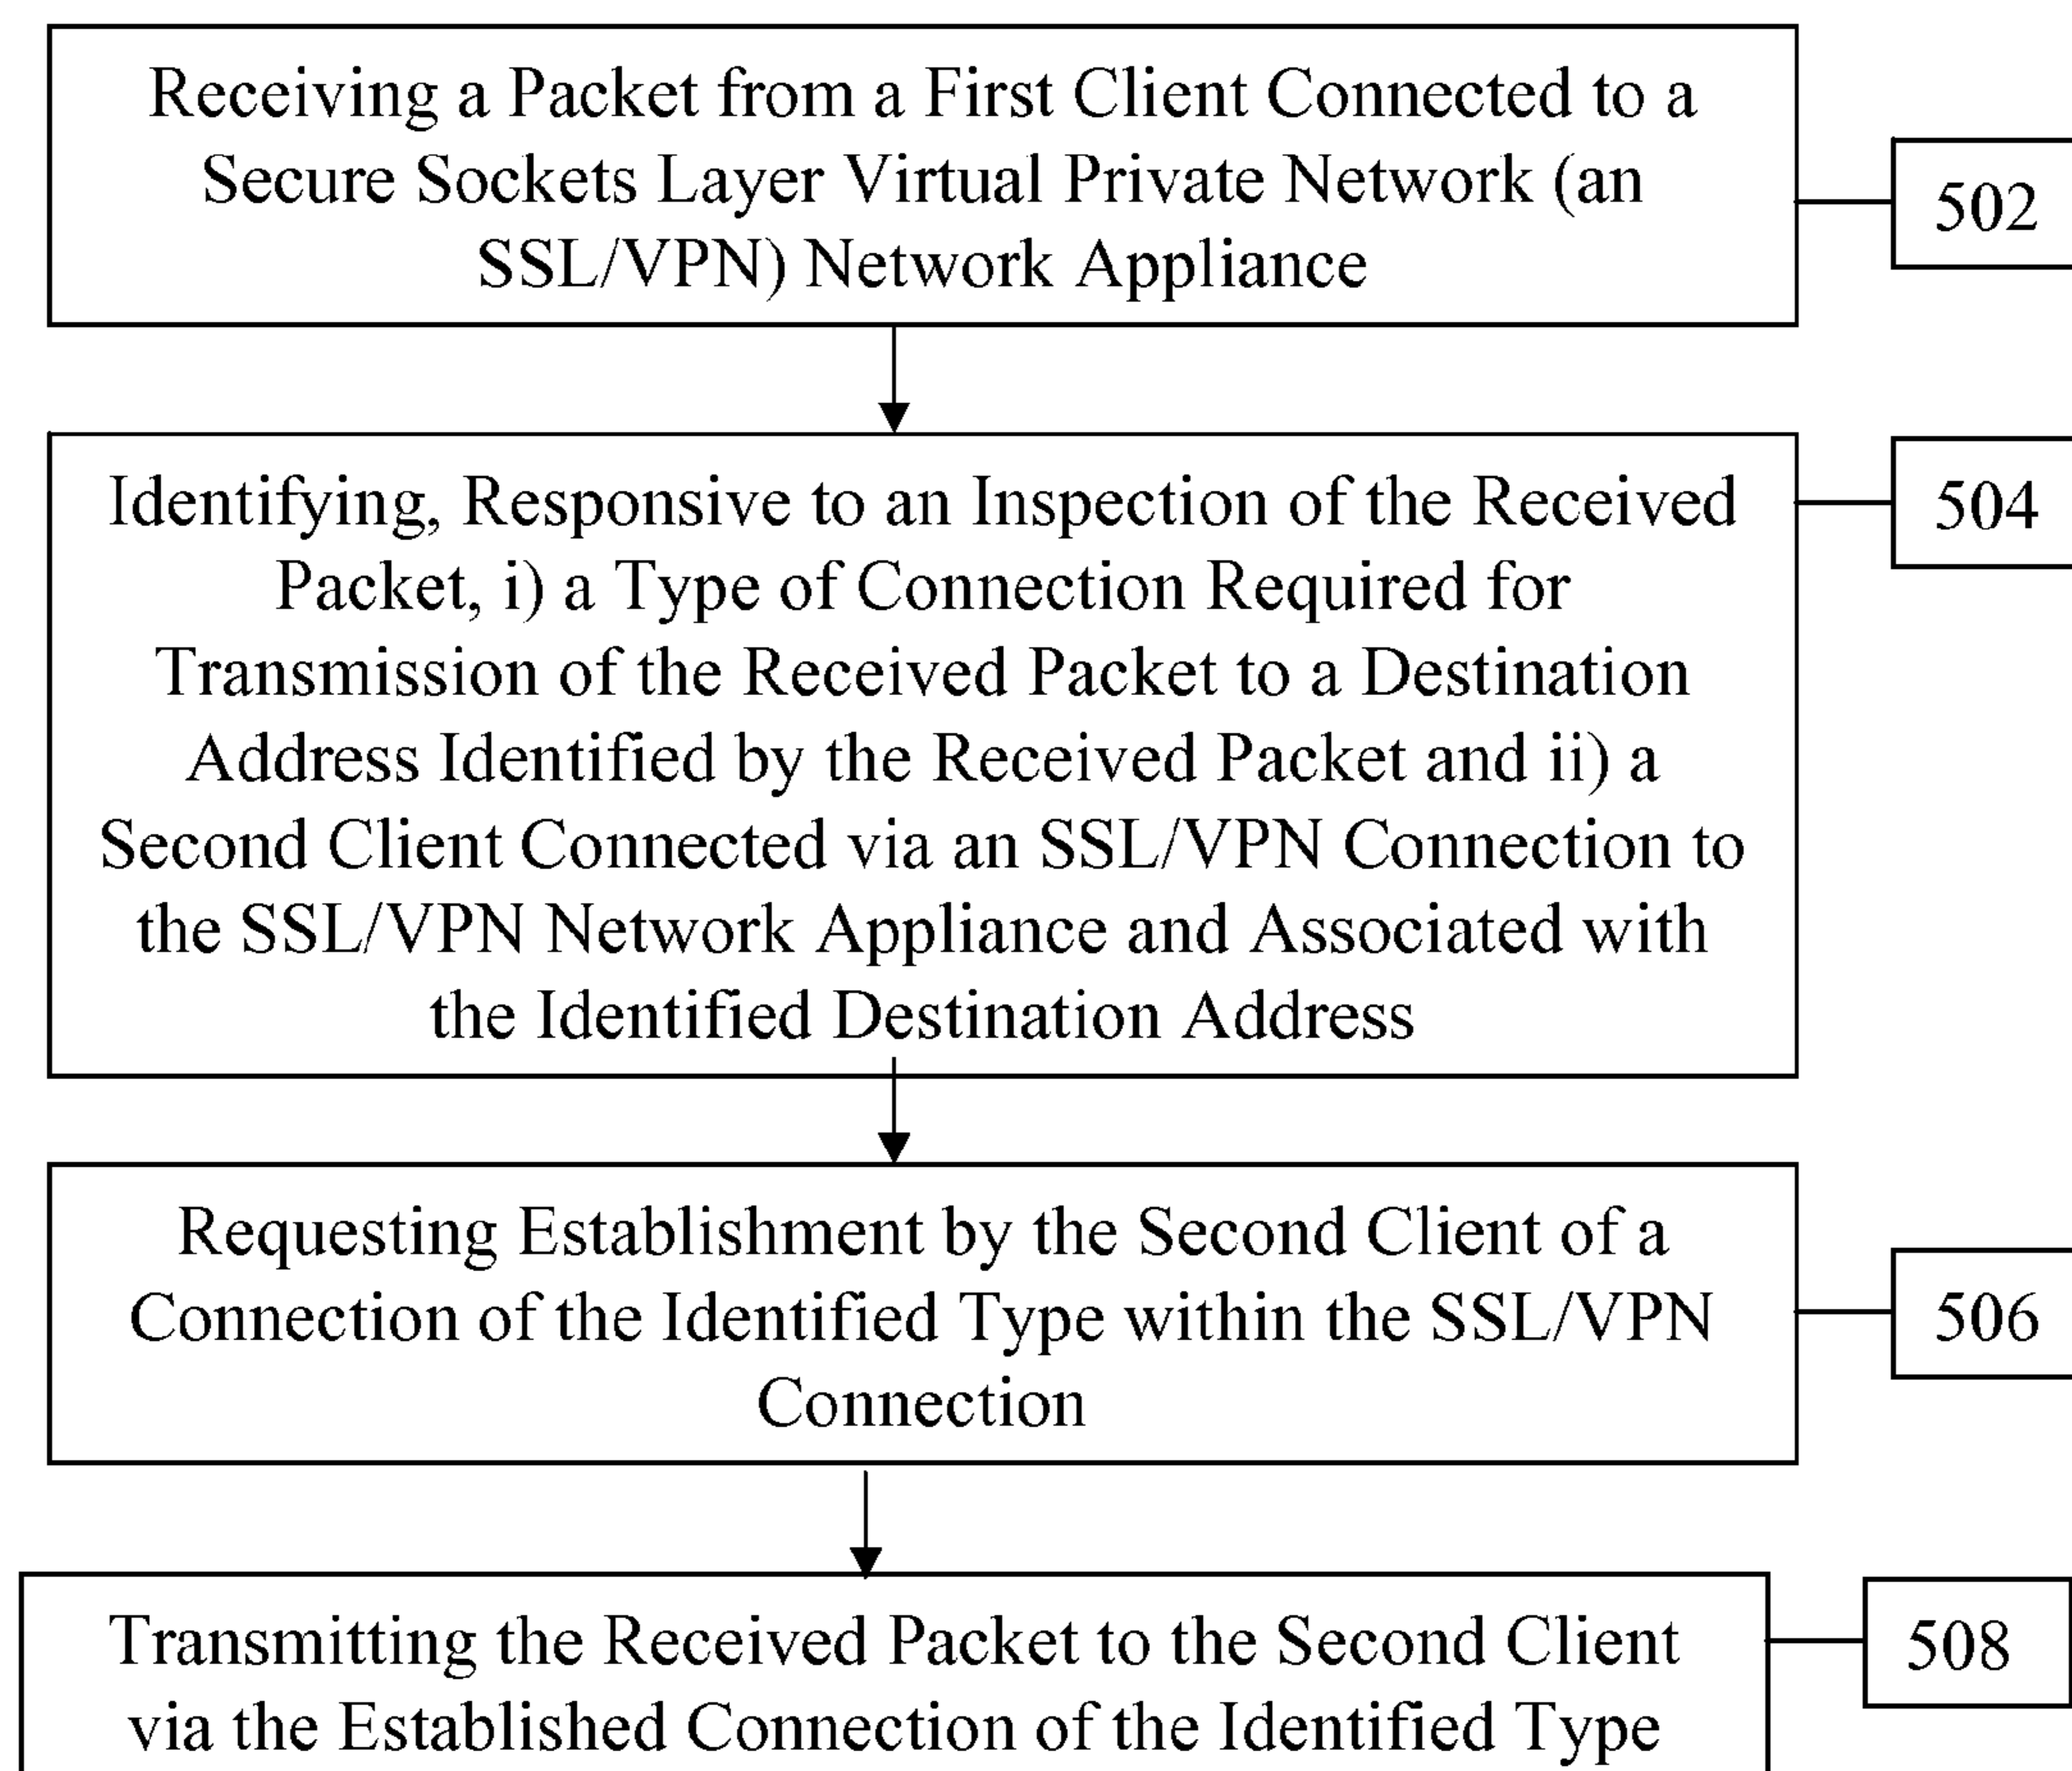 Receiving a Packet from a First Client Connected to a
Secure Sockets Layer Virtual Private Network (an
SSL/VPN) Network Appliance
502
Identifying, Responsive to an Inspection of the Received
Packet, i) a Type of Connection Required for
Transmission of the Received Packet to a Destination
Address Identified by the Received Packet and ii) a
Second Client Connected via an SSL/VPN Connection to
the SSL/VPN Network Appliance and Associated with
the Identified Destination Address
504
Requesting Establishment by the Second Client of a
Connection of the Identified Type within the SSL/VPN
Connection
506
Transmitting the Received Packet to the Second Client
via the Established Connection of the Identified Type
508